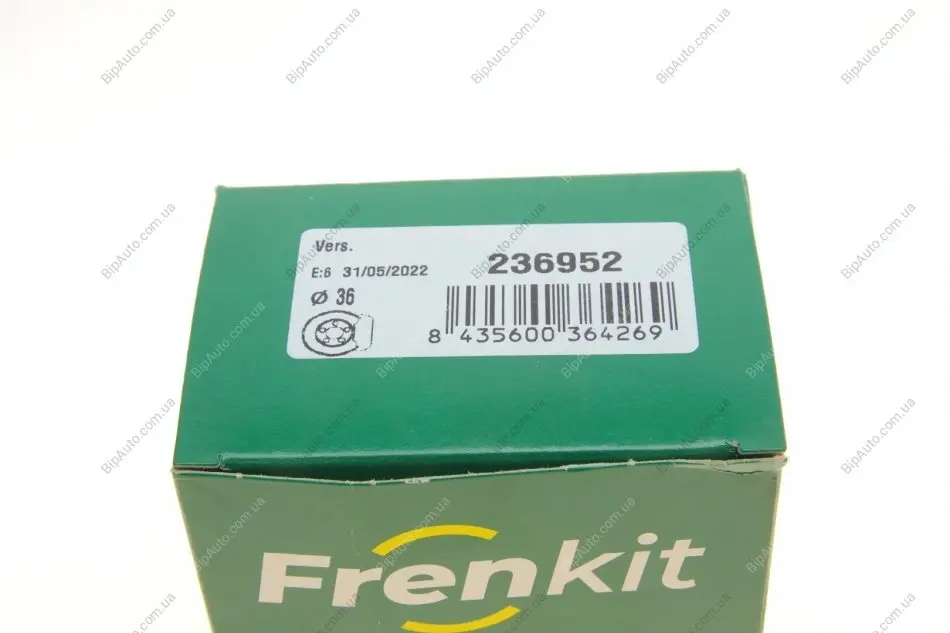 Vers.
E:6 31/05/2022
236952
Ø 36
8 435600 364269
Frenkit
BipAuto.com.ua